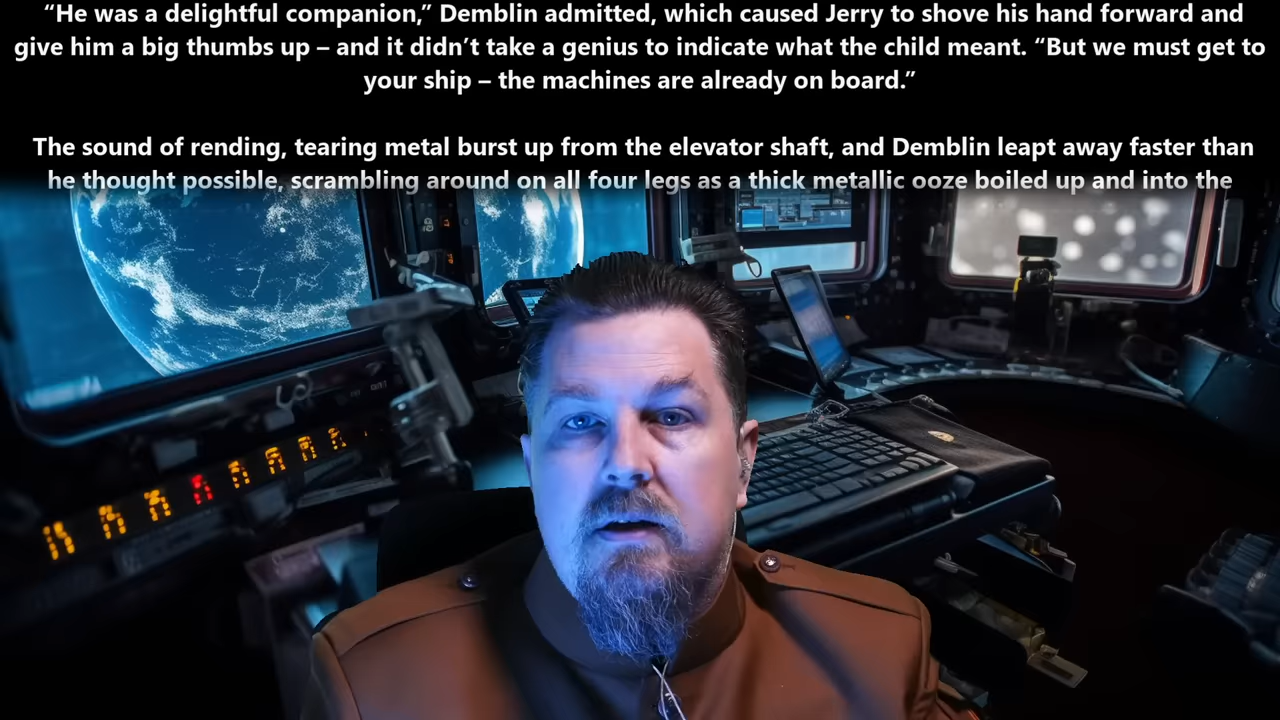 “He was a delightful companion,” Demblin admitted, which caused Jerry to shove his hand forward and
give him a big thumbs up – and it didn’t take a genius to indicate what the child meant. “But we must get to
your ship – the machines are already on board.”
The sound of rending, tearing metal burst up from the elevator shaft, and Demblin leapt away faster than
he thought possible, scrambling around on all four legs as a thick metallic ooze boiled up and into the